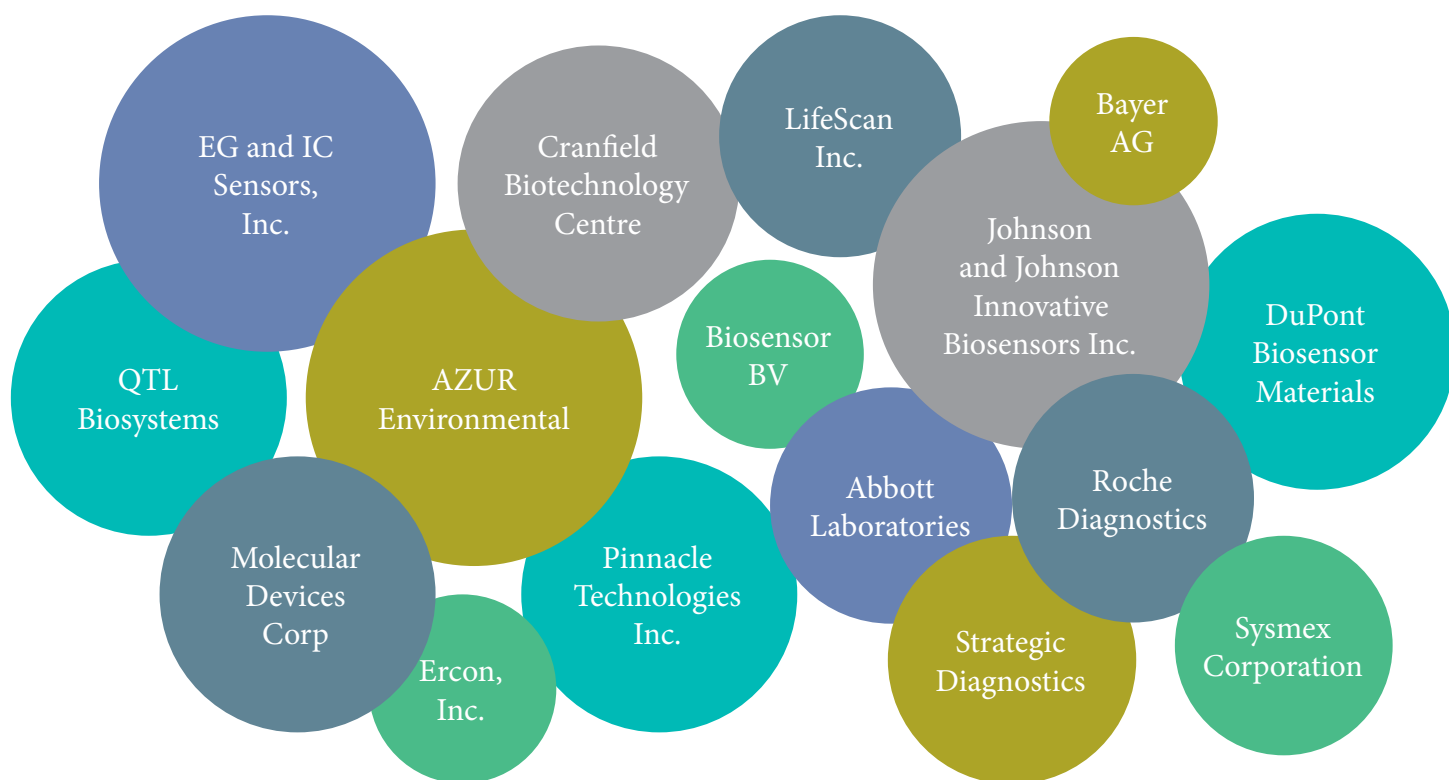 EG and IC
Sensors,
Inc.
Cranfield
Biotechnology
Centre
LifeScan
Inc.
Bayer
AG
Johnson
and Johnson
Innovative
Biosensors Inc.
DuPont
Biosensor
Materials
Biosensor
BV
QTL
Biosystems
AZUR
Environmental
Abbott
Laboratories
Roche
Diagnostics
Molecular
Devices
Corp
Pinnacle
Technologies
Inc.
Ercon,
Inc.
Strategic
Diagnostics
Sysmex
Corporation